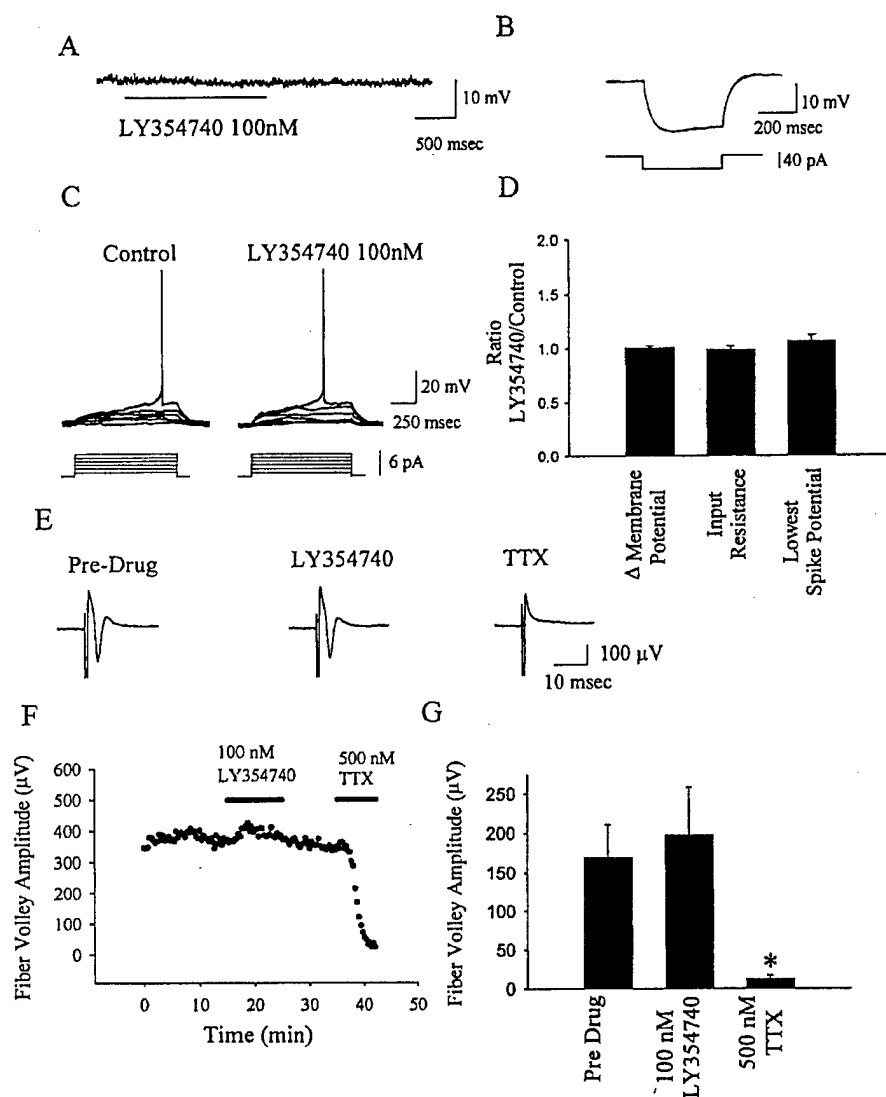 A
10 mV
500 msec
LY354740 100nM
B
10 mV
200 msec
40 pA
C
Control
LY354740 100nM
20 mV
250 msec
6 pA
D
Ratio
LY354740/Control
2.0
1.5
1.0
0.5
0.0
Δ Membrane
Potential
Input
Resistance
Lowest
Spike Potential
E
Pre-Drug
LY354740
TTX
100 μV
10 msec
F
Fiber Volley Amplitude (μV)
600
500
400
300
200
100
0
100 nM
LY354740
500 nM
TTX
0
10
20
30
40
50
Time (min)
G
Fiber Volley Amplitude (μV)
250
200
150
100
50
0
*
Pre Drug
100 nM
LY354740
500 nM
TTX